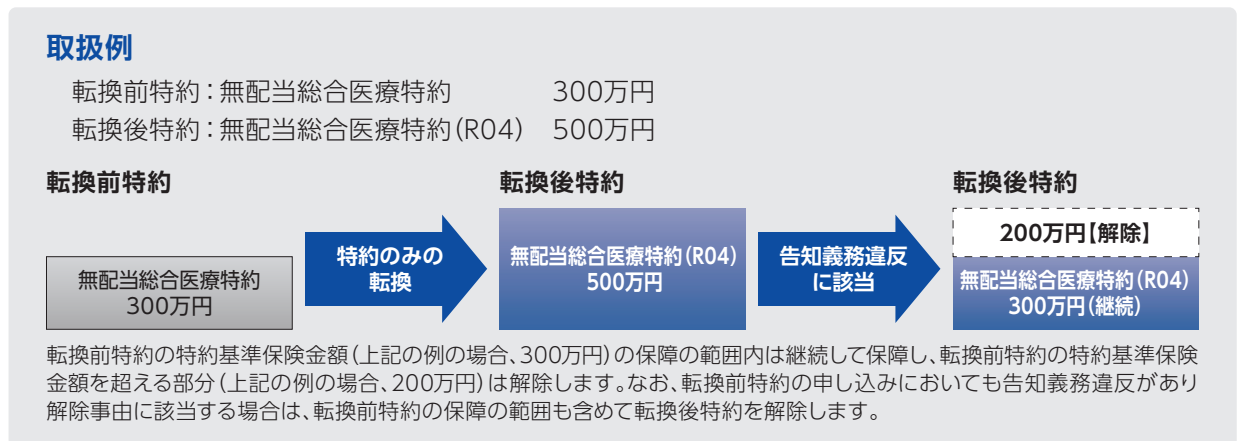 取扱例
転換前特約：無配当総合医療特約 300万円
転換後特約：無配当総合医療特約（R04） 500万円
転換前特約
無配当総合医療特約
300万円
特約のみの
転換
転換後特約
無配当総合医療特約（R04）
500万円
告知義務違反
に該当
転換後特約
200万円【解除】
無配当総合医療特約（R04）
300万円（継続）
転換前特約の特約基準保険金額（上記の例の場合、300万円）の保障の範囲内は継続して保障し、転換前特約の特約基準保険
金額を超える部分（上記の例の場合、200万円）は解除します。なお、転換前特約の申し込みにおいても告知義務違反があり
解除事由に該当する場合は、転換前特約の保障の範囲も含めて転換後特約を解除します。